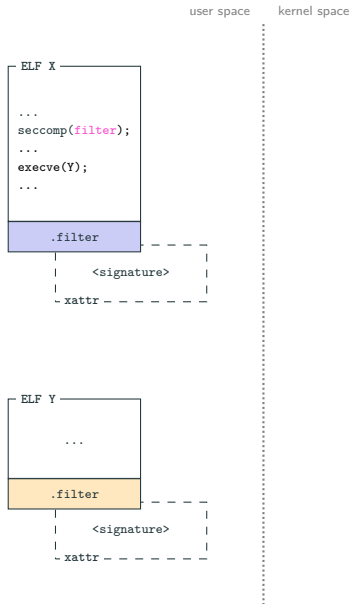 user space
kernel space
ELF X
...
seccomp(filter);
...
execve(Y);
...
.filter
<signature>
xattr
ELF Y
...
.filter
<signature>
xattr